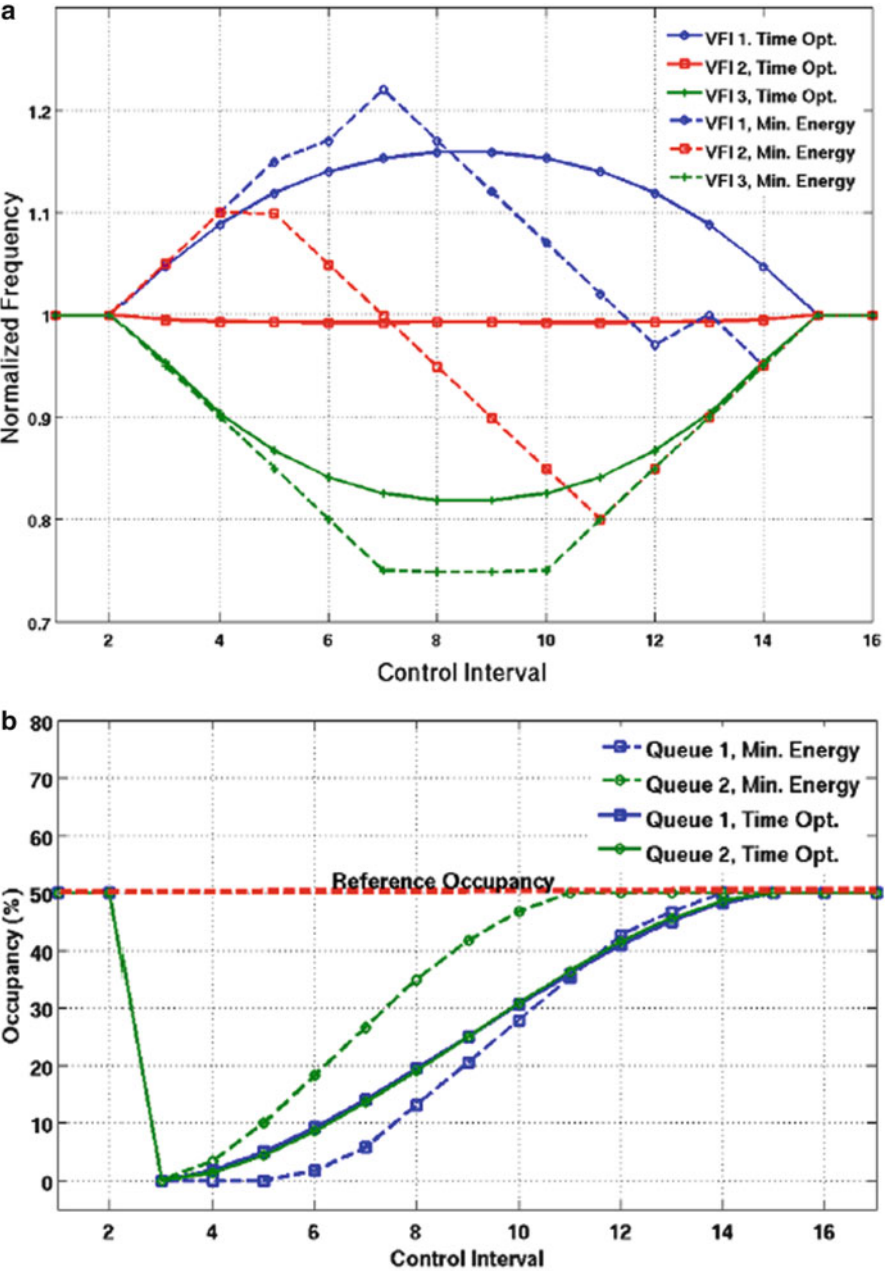 a
1.2
1.1
1
0.9
0.8
0.7
Normalized Frequency
VFI 1. Time Opt.
VFI 2, Time Opt.
VFI 3, Time Opt.
VFI 1, Min. Energy
VFI 2, Min. Energy
VFI 3, Min. Energy
2 4 6 8 10 12 14 16
Control Interval
b
80
70
60
50
40
30
20
10
0
Occupancy (%)
Queue 1, Min. Energy
Queue 2, Min. Energy
Queue 1, Time Opt.
Queue 2, Time Opt.
Reference Occupancy
2 4 6 8 10 12 14 16
Control Interval